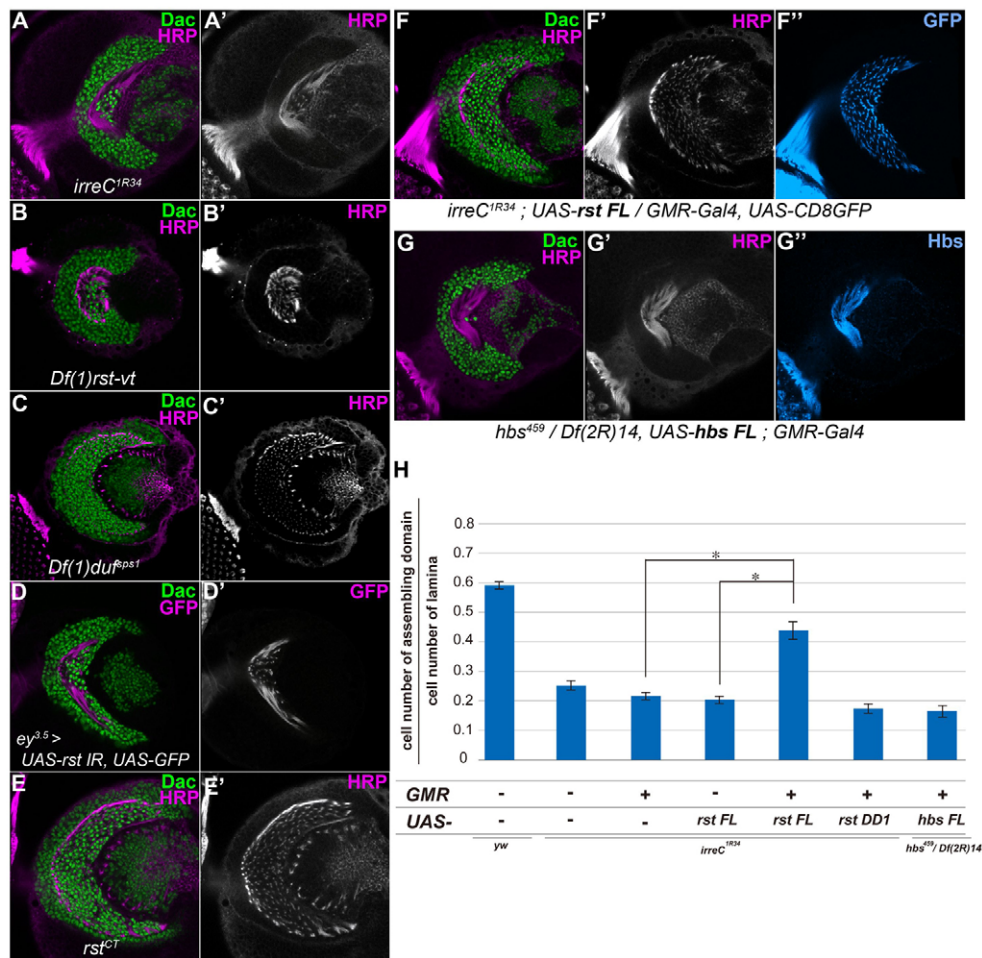 A Dac HRP
A' HRP
irreC1R34
B Dac HRP
B' HRP
Df(1)rst-vt
C Dac HRP
C' HRP
Df(1)dufsps1
D Dac GFP
D' GFP
ey3.5 >
UAS-rst IR, UAS-GFP
E Dac HRP
E' HRP
rstCT
F Dac HRP
F' HRP
F'' GFP
irreC1R34 ; UAS-rst FL / GMR-Gal4, UAS-CD8GFP
G Dac HRP
G' HRP
G'' Hbs
hbs459 / Df(2R)14, UAS-hbs FL ; GMR-Gal4
H
cell number of assembling domain
cell number of lamina
0.8
0.7
0.6
0.5
0.4
0.3
0.2
0.1
0
* *
GMR - - + - + + +
UAS- - - - rst FL rst FL rst DD1 hbs FL
yw irreC1R34 hbs459/ Df(2R)14